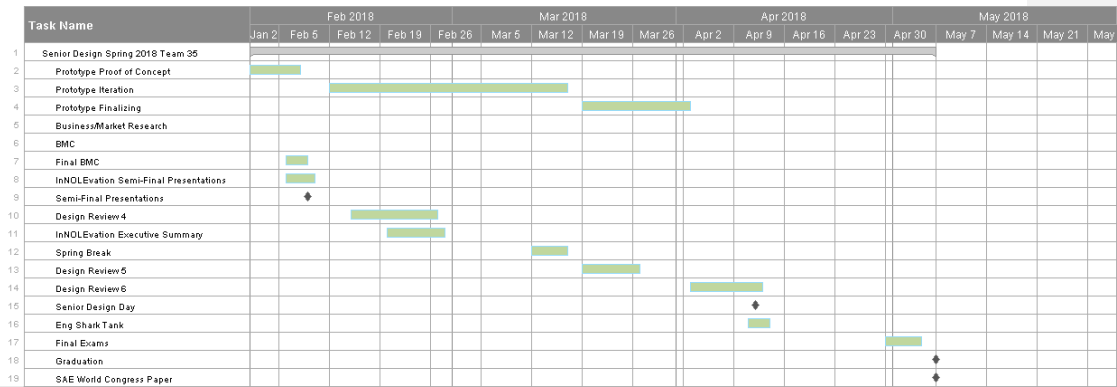 Task Name
Feb 2018 Mar 2018 Apr 2018 May 2018
Jan 2 Feb 5 Feb 12 Feb 19 Feb 26 Mar 5 Mar 12 Mar 19 Mar 26 Apr 2 Apr 9 Apr 16 Apr 23 Apr 30 May 7 May 14 May 21 May
1 Senior Design Spring 2018 Team 35
2 Prototype Proof of Concept
3 Prototype Iteration
4 Prototype Finalizing
5 Business/Market Research
6 BMC
7 Final BMC
8 InNOLEvation Semi-Final Presentations
9 Semi-Final Presentations
10 Design Review 4
11 InNOLEvation Executive Summary
12 Spring Break
13 Design Review 5
14 Design Review 6
15 Senior Design Day
16 Eng Shark Tank
17 Final Exams
18 Graduation
19 SAE World Congress Paper